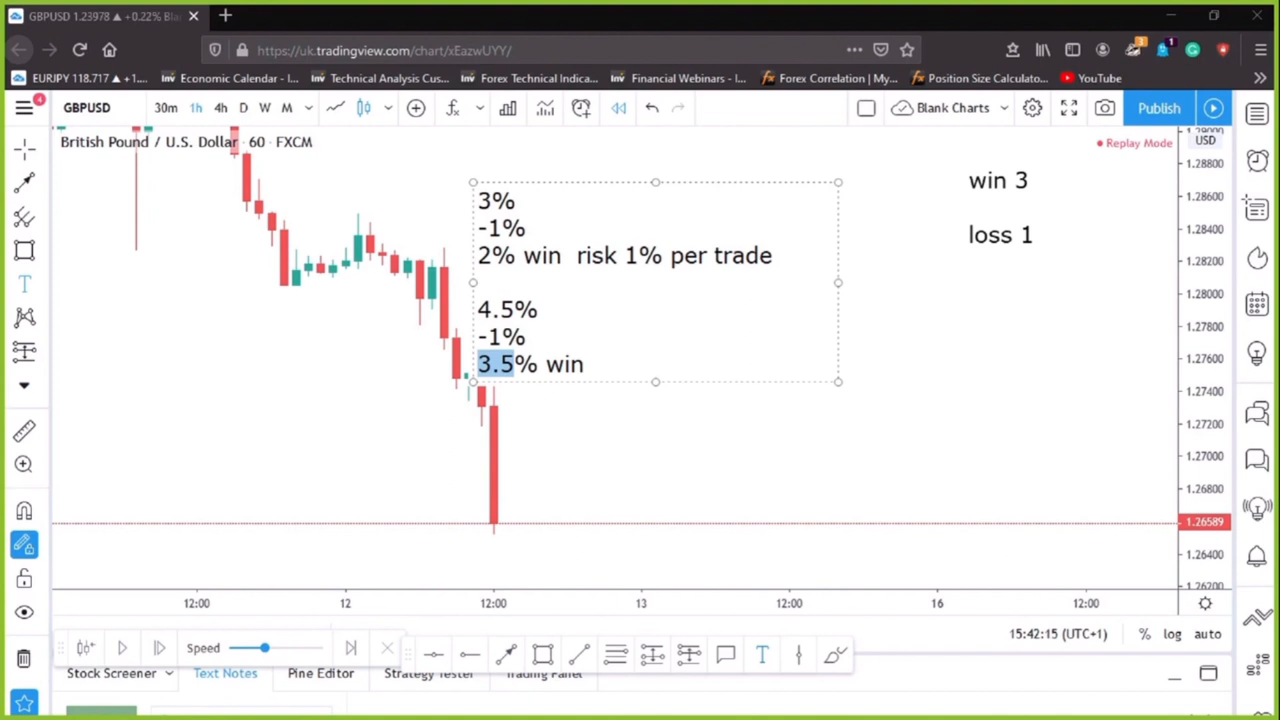 GBPUSD 1.23978 ▲ +0.22% Bla
https://uk.tradingview.com/chart/xEazwUYY/
3
1
EURJPY 118.717 ▲ +1....
Economic Calendar - I...
Technical Analysis Cus...
Forex Technical Indica...
Financial Webinars - I...
Forex Correlation | My...
Position Size Calculato...
YouTube
4
GBPUSD
30m 1h 4h D W M
Blank Charts
Publish
British Pound / U.S. Dollar · 60 · FXCM
Replay Mode
USD
win 3
loss 1
3%
-1%
2% win risk 1% per trade
4.5%
-1%
3.5% win
1.28800
1.28600
1.28400
1.28200
1.28000
1.27800
1.27600
1.27400
1.27200
1.27000
1.26800
1.26589
1.26400
1.26200
12:00 12 12:00 13 12:00 16 12:00
15:42:15 (UTC+1) % log auto
Speed
Stock Screener Text Notes Pine Editor Strategy Tester Trading Panel